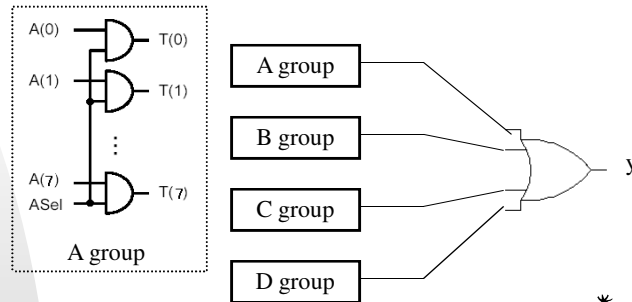 A(0)
T(0)
A(1)
T(1)
⋮
A(7)
T(7)
ASel
A group
A group
B group
C group
D group
y
*